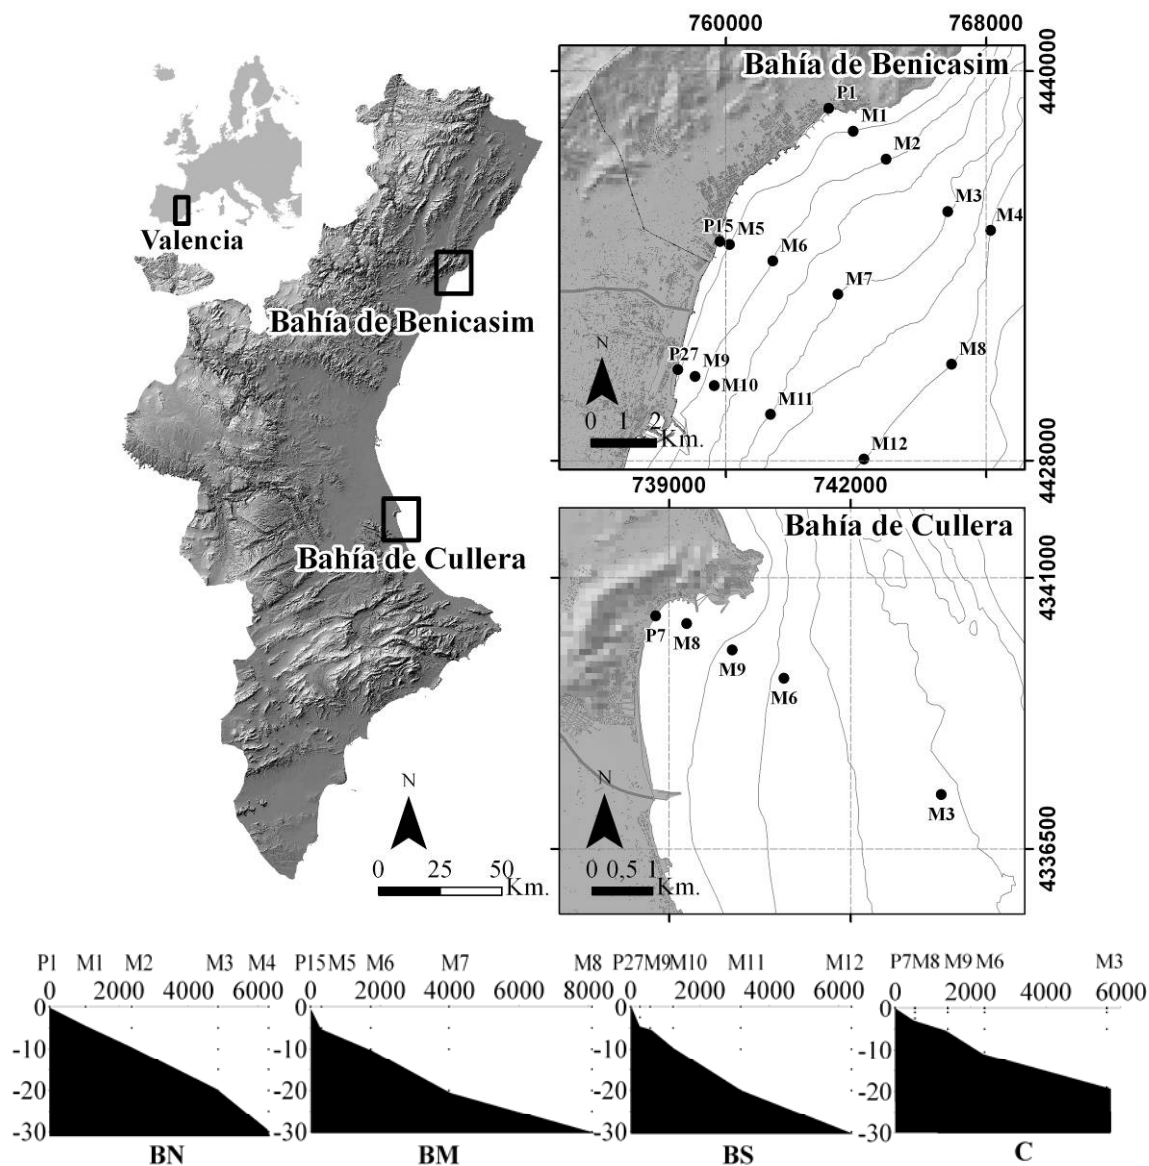 Valencia
Bahía de Benicasim
Bahía de Cullera
N
0 25 50
Km.
760000 768000
Bahía de Benicasim
4440000
4428000
P1
M1
M2
M3
M4
P15
M5
M6
M7
M8
P27
M9
M10
M11
M12
N
0 1 2
Km.
739000 742000
Bahía de Cullera
4341000
4336500
P7
M8
M9
M6
M3
N
0 0,5 1
Km.
P1 M1 M2 M3 M4
0 2000 4000 6000
0
-10
-20
-30
BN
P15 M5 M6 M7 M8
0 2000 4000 6000 8000
0
-10
-20
-30
BM
P27 M9 M10 M11 M12
0 2000 4000 6000
0
-10
-20
-30
BS
P7 M8 M9 M6 M3
0 2000 4000 6000
0
-10
-20
-30
C